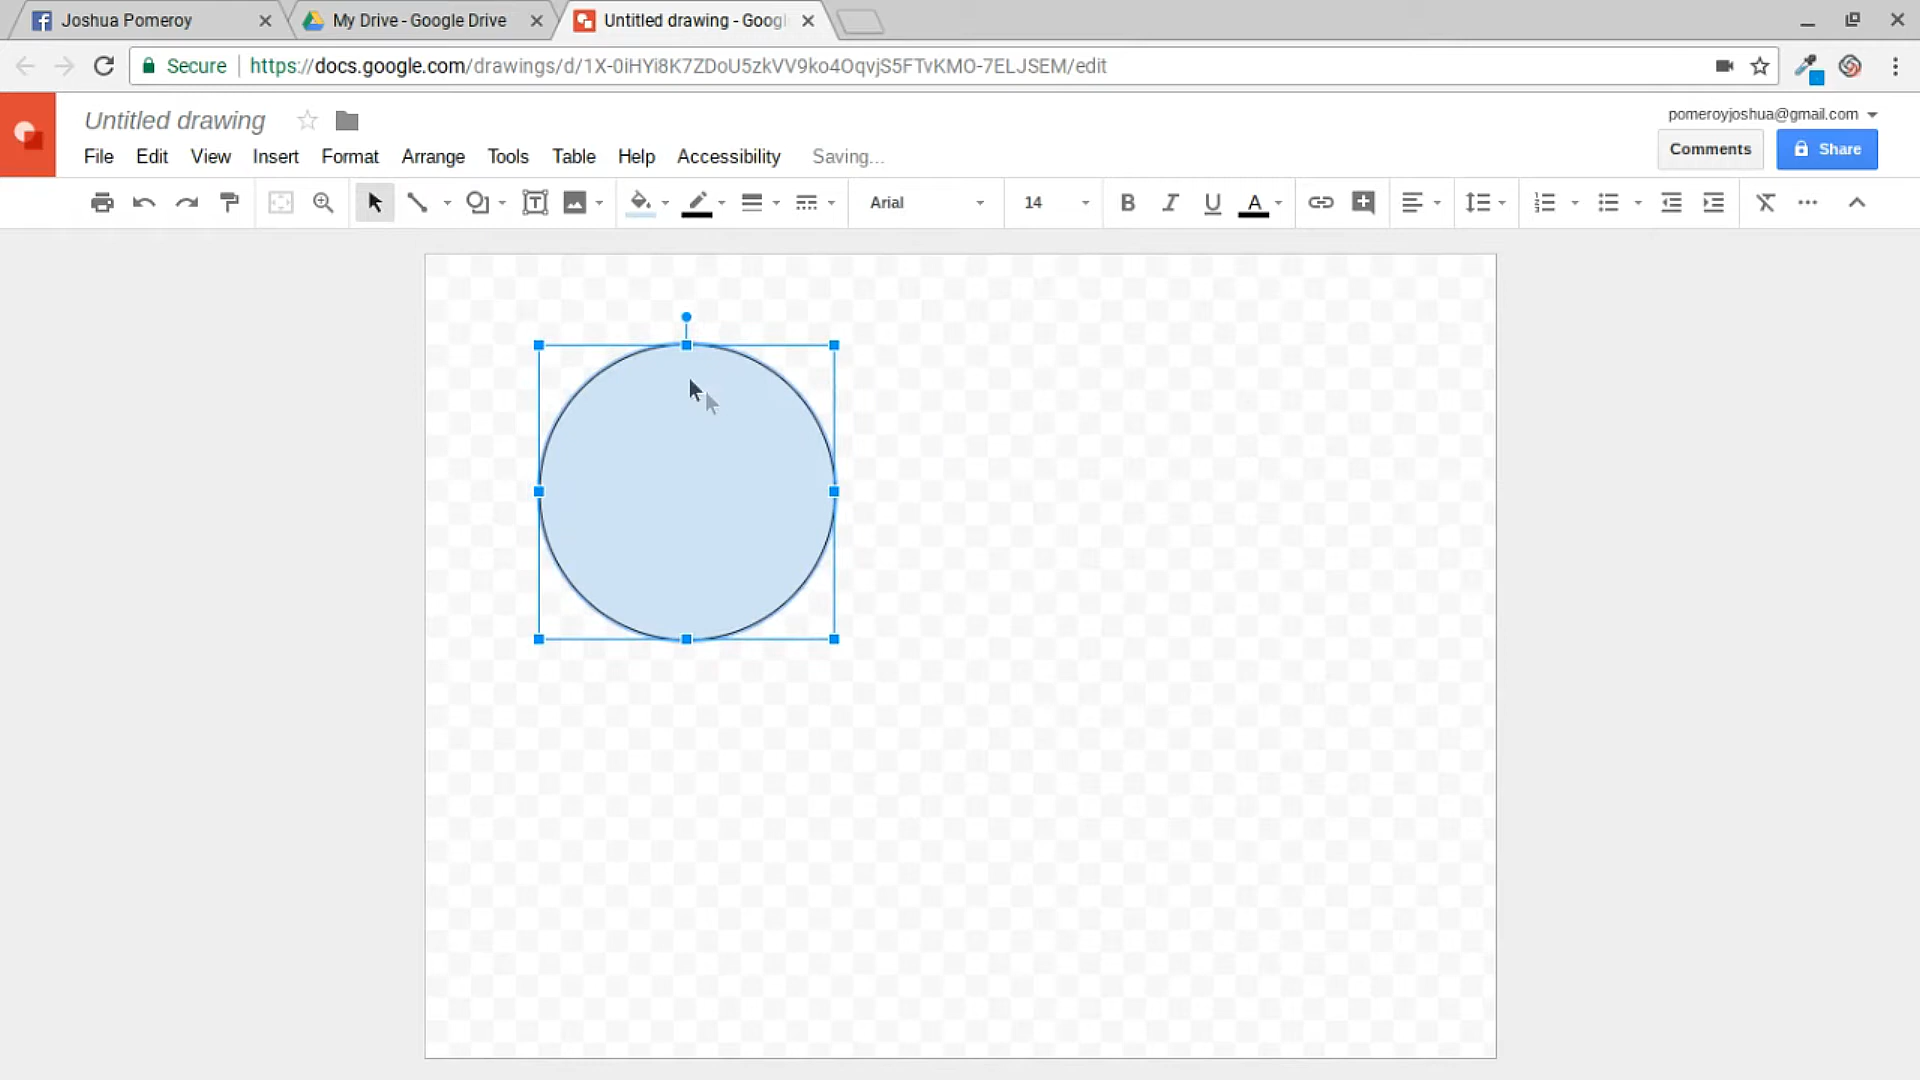 Joshua Pomeroy
My Drive - Google Drive
Untitled drawing - Googl
Secure
https://docs.google.com/drawings/d/1X-0iHYi8K7ZDoU5zkVV9ko4OqvjS5FTvKMO-7ELJSEM/edit
Untitled drawing
pomeroyjoshua@gmail.com
File Edit View Insert Format Arrange Tools Table Help Accessibility Saving...
Comments
Share
Arial
14
B I U A